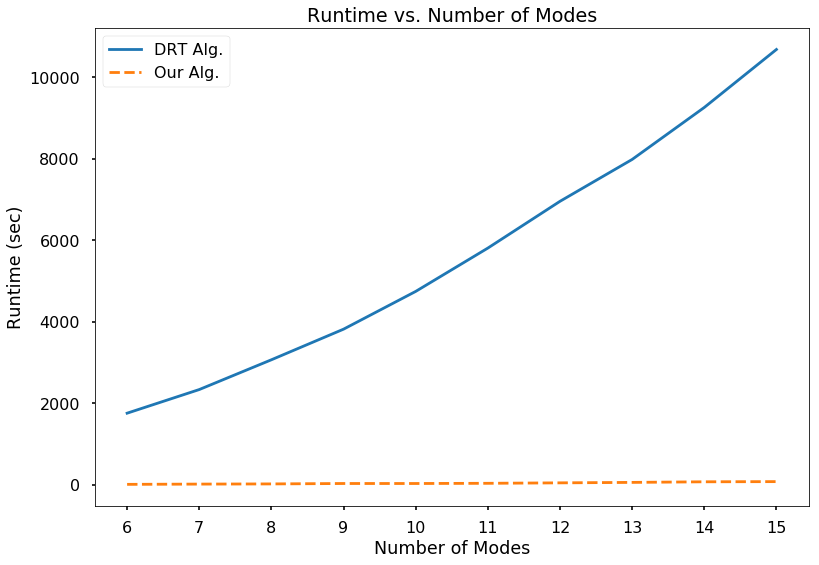 Runtime vs. Number of Modes
DRT Alg.
Our Alg.
Runtime (sec)
10000
8000
6000
4000
2000
0
6 7 8 9 10 11 12 13 14 15
Number of Modes